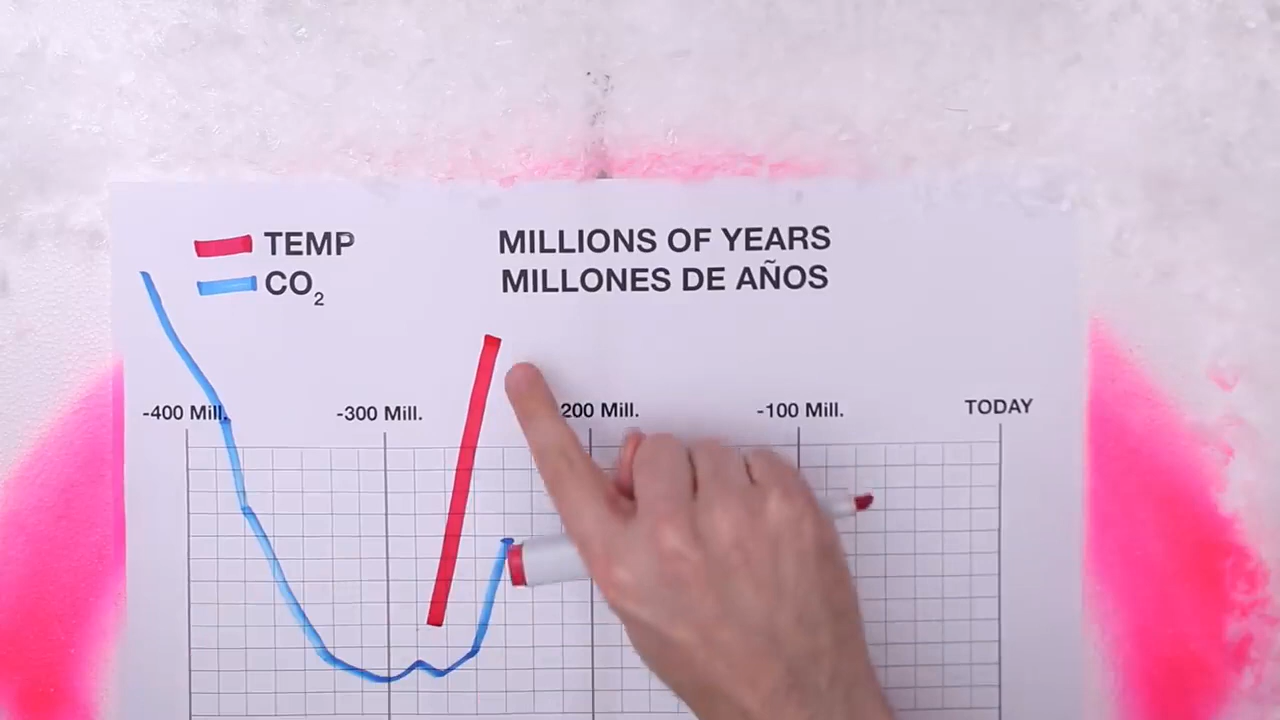 TEMP
CO₂
MILLIONS OF YEARS
MILLONES DE AÑOS
-400 Mill. -300 Mill. 200 Mill. -100 Mill. TODAY